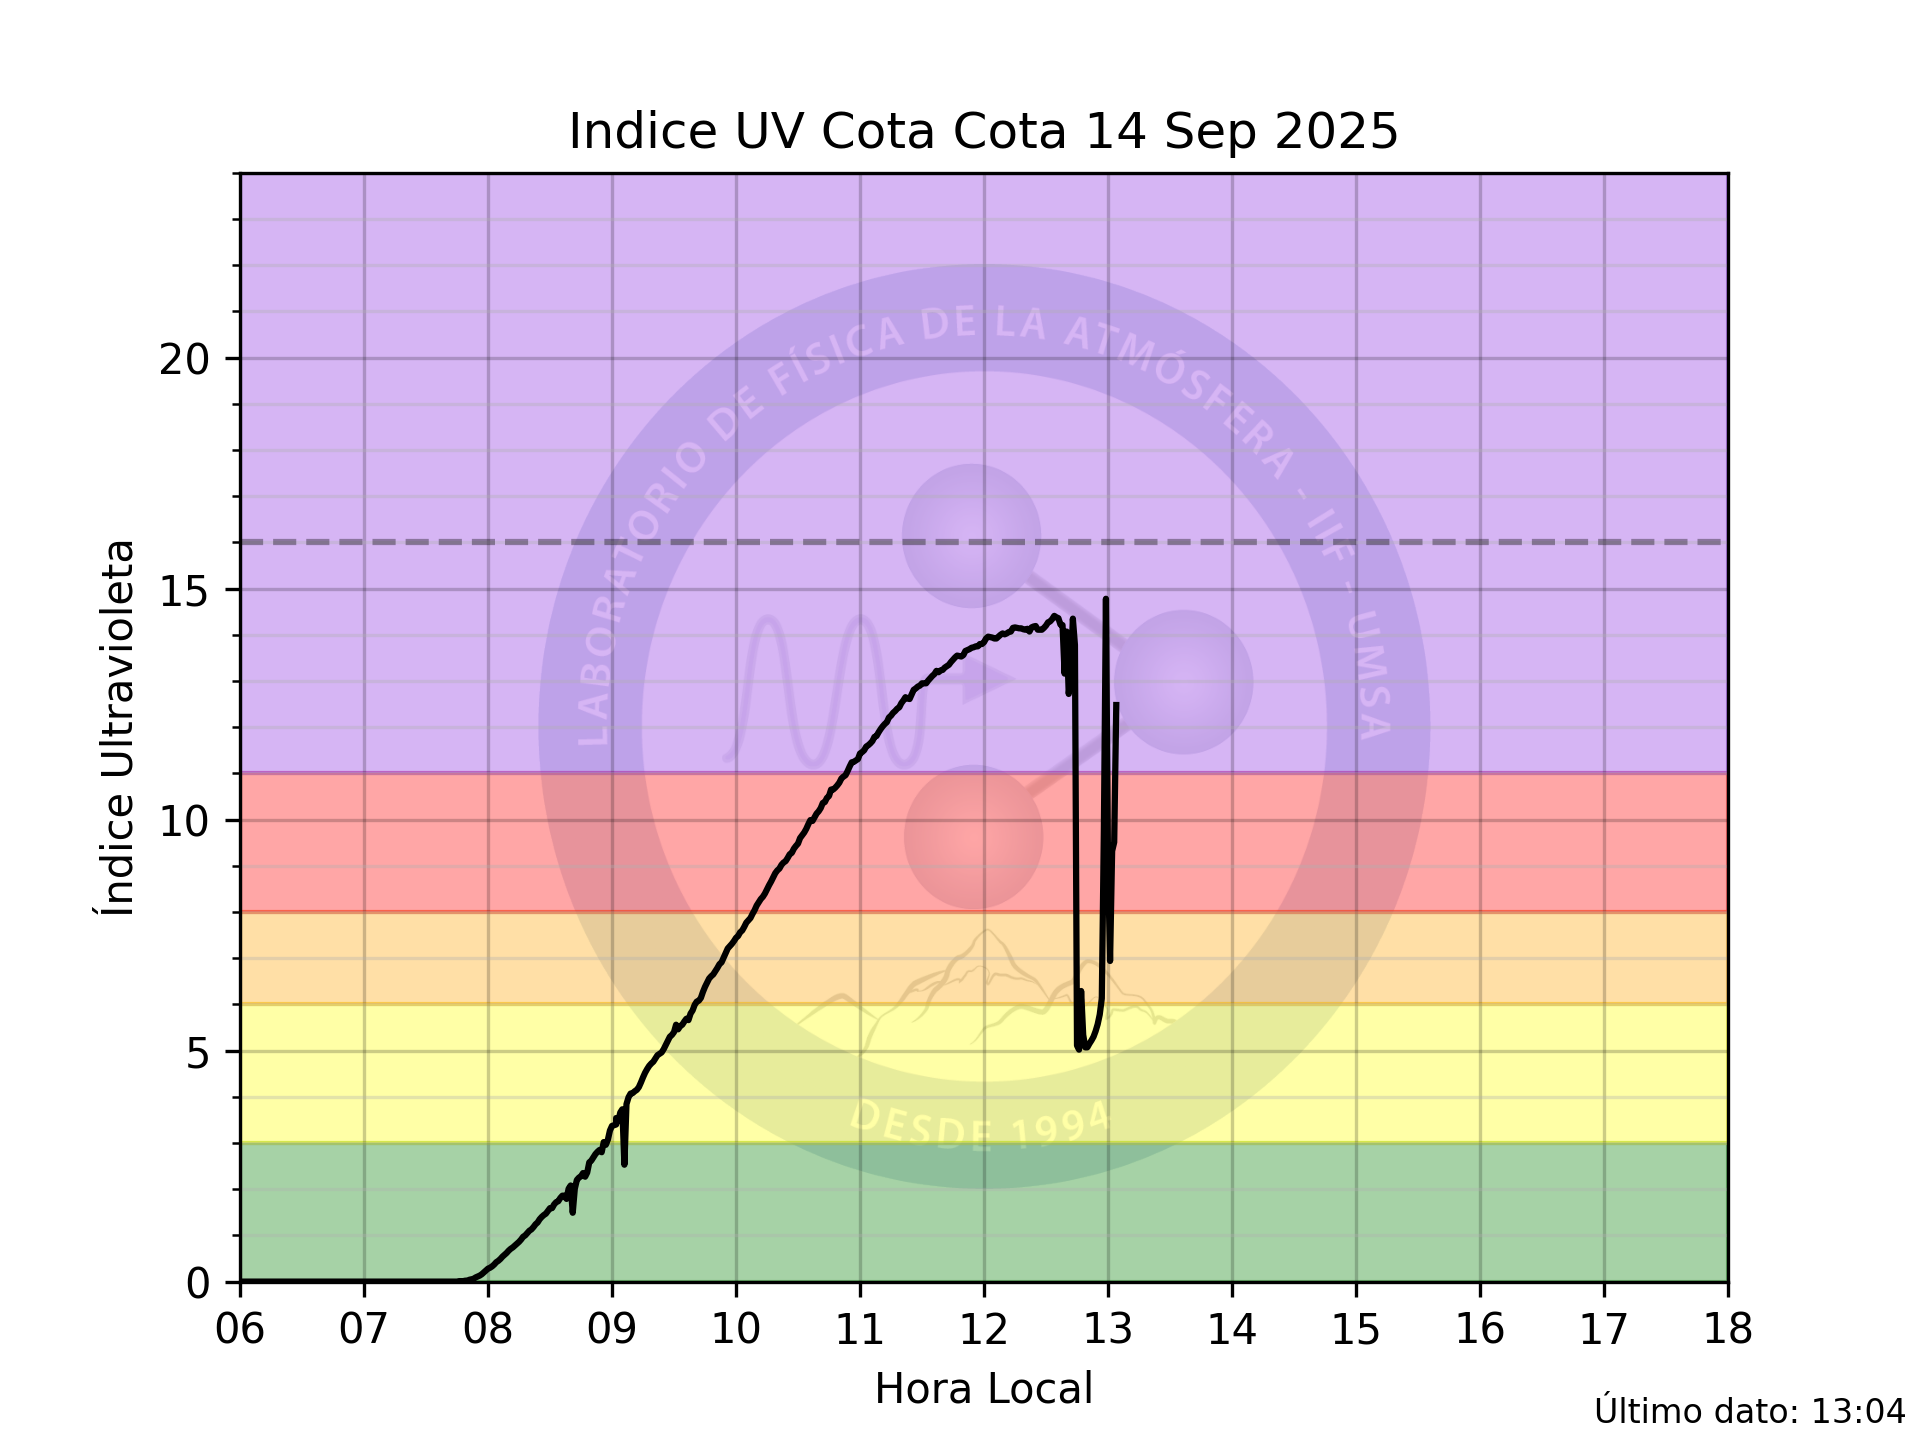 Indice UV Cota Cota 14 Sep 2025
LABORATORIO DE FÍSICA DE LA ATMÓSFERA - IIF - UMSA
DESDE 1994
Índice Ultravioleta
20
15
10
5
0
06 07 08 09 10 11 12 13 14 15 16 17 18
Hora Local
Último dato: 13:04